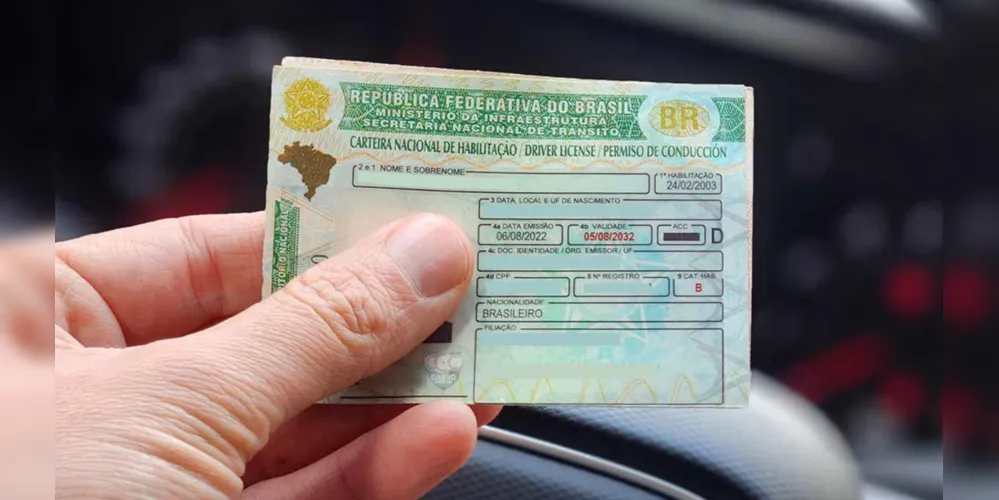 REPÚBLICA FEDERATIVA DO BRASIL
MINISTÉRIO DA INFRAESTRUTURA
SECRETARIA NACIONAL DE TRÂNSITO
BR
CARTEIRA NACIONAL DE HABILITAÇÃO / DRIVER LICENSE / PERMISO DE CONDUCCIÓN
2 e 1 NOME E SOBRENOME
1ª HABILITAÇÃO
24/02/2003
3 DATA, LOCAL E UF DE NASCIMENTO
4a DATA EMISSÃO
06/08/2022
4b VALIDADE
05/08/2032
ACC
D
4c DOC. IDENTIDADE / ÓRG. EMISSOR / UF
4d CPF
5 Nº REGISTRO
9 CAT. HAB.
B
NACIONALIDADE
BRASILEIRO
FILIAÇÃO
TÓRIO NACIONAL